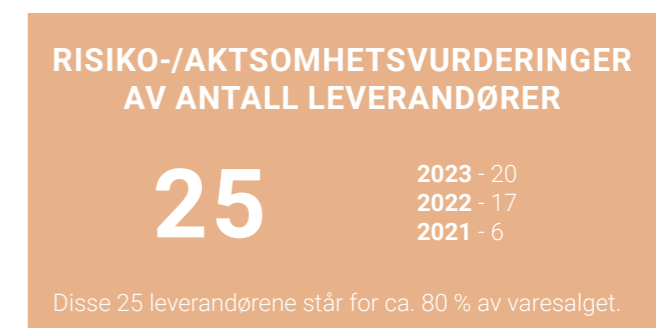 RISIKO-/AKTSOMHETSVURDERINGER
AV ANTALL LEVERANDØRER
25
2023 - 20
2022 - 17
2021 - 6
Disse 25 leverandørene står for ca. 80 % av varesalget.